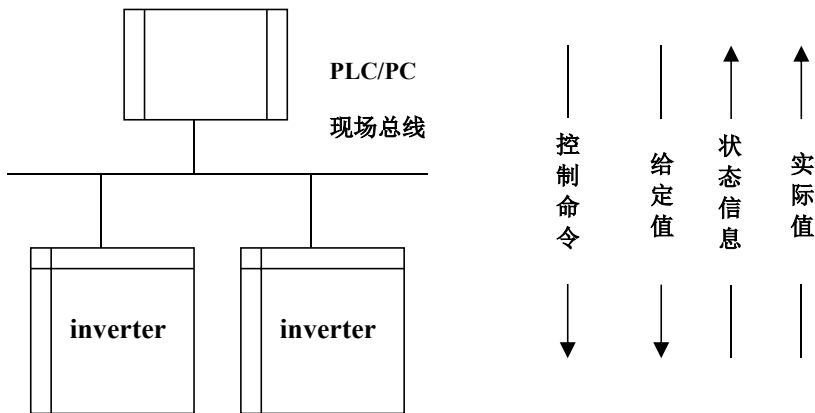 PLC/PC
现场总线
inverter
inverter
控制命令
给定值
状态信息
实际值